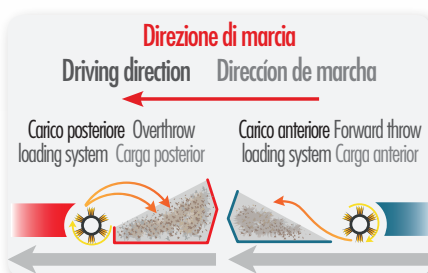 Direzione di marcia
Driving direction Direccíon de marcha
Carico posteriore Overthrow
loading system Carga posterior
Carico anteriore Forward throw
loading system Carga anterior